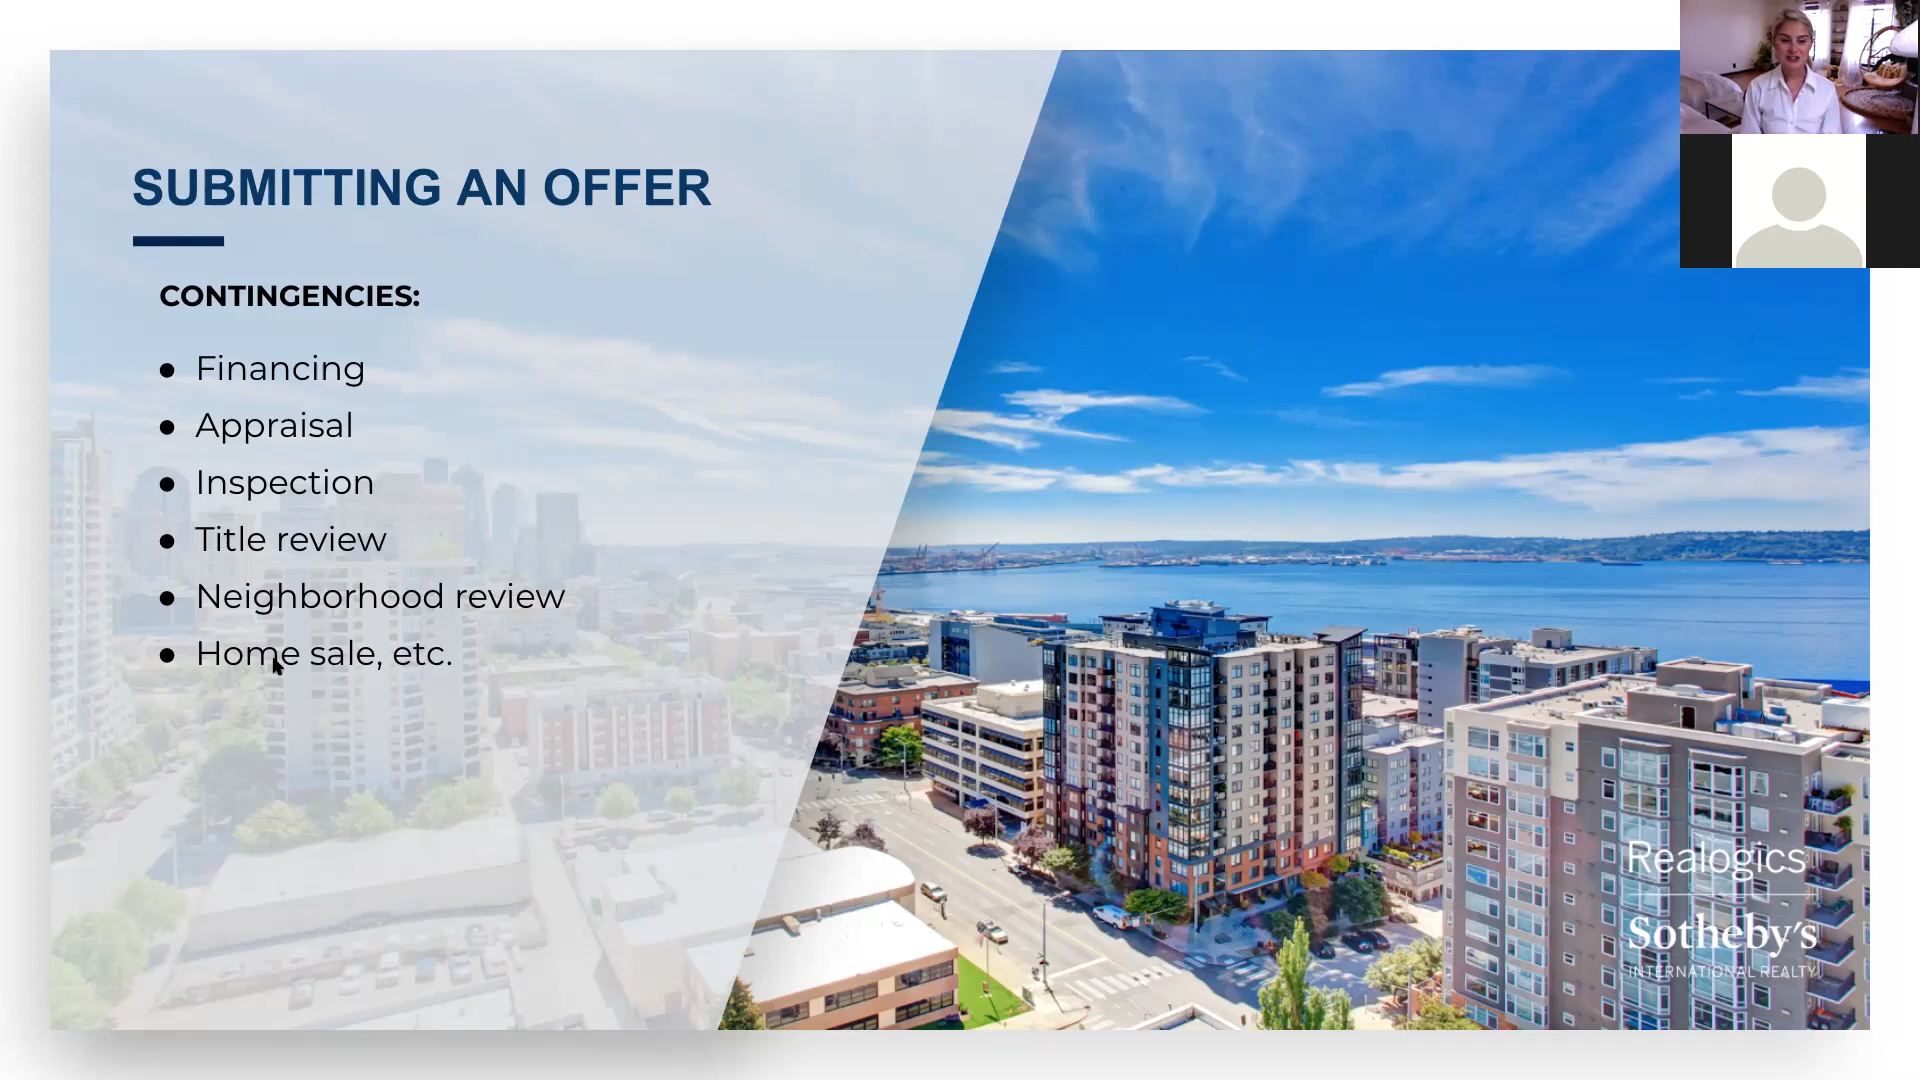 SUBMITTING AN OFFER
CONTINGENCIES:
● Financing
● Appraisal
● Inspection
● Title review
● Neighborhood review
● Home sale, etc.
Realogics
Sotheby's
INTERNATIONAL REALTY